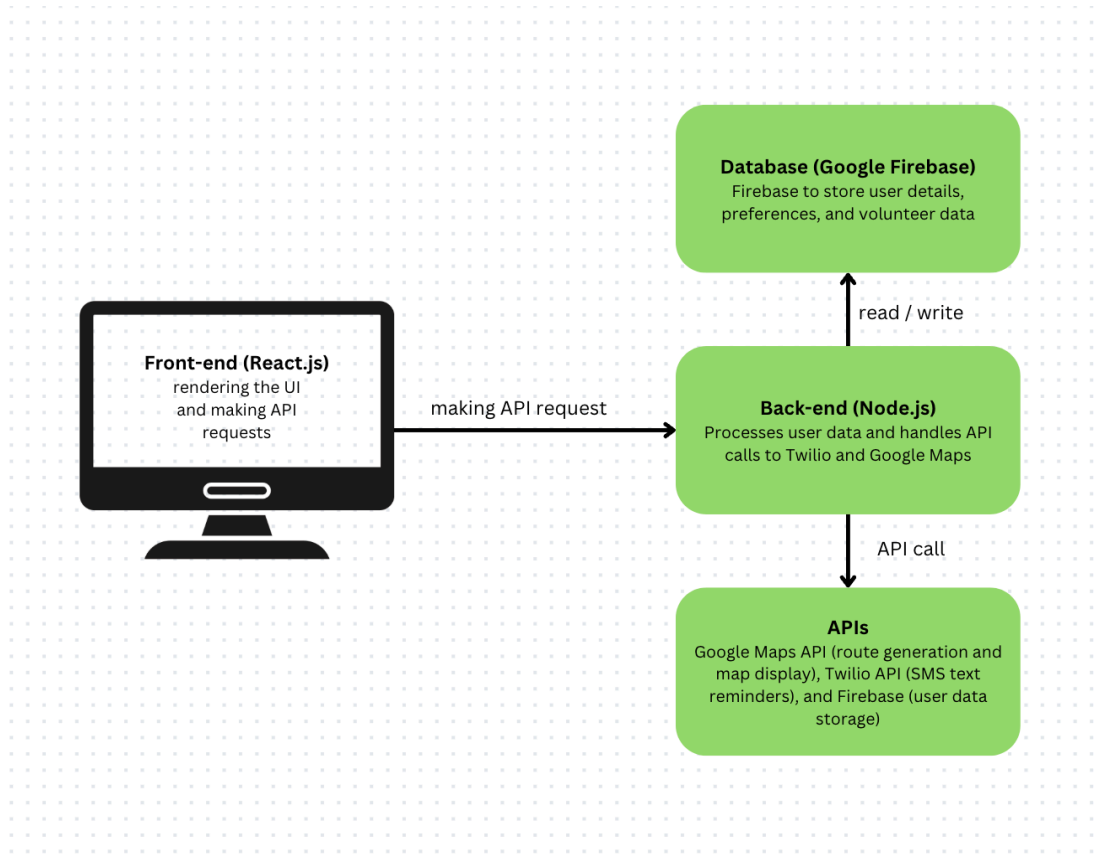 Database (Google Firebase)
Firebase to store user details,
preferences, and volunteer data
read / write
Front-end (React.js)
rendering the UI
and making API
requests
making API request
Back-end (Node.js)
Processes user data and handles API
calls to Twilio and Google Maps
API call
APIs
Google Maps API (route generation and
map display), Twilio API (SMS text
reminders), and Firebase (user data
storage)